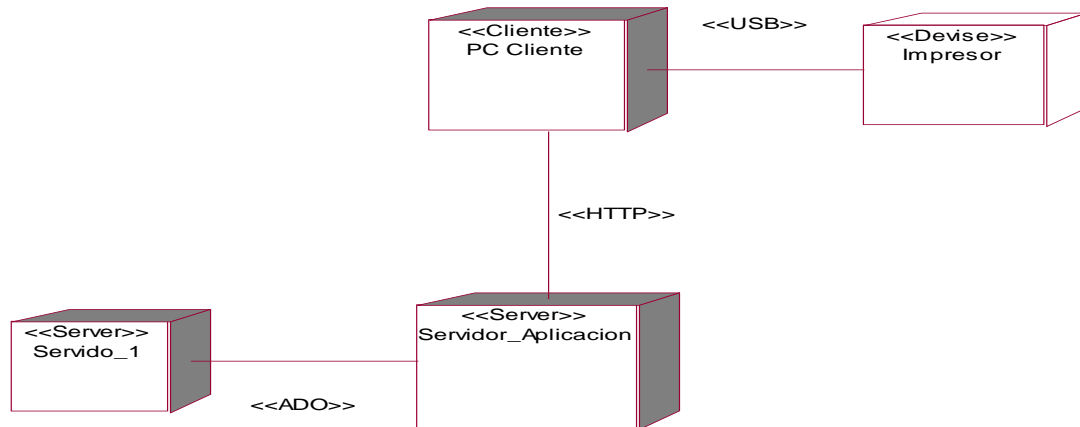 <<Cliente>>
PC Cliente
<<USB>>
<<Devise>>
Impresor
<<HTTP>>
<<Server>>
Servido_1
<<ADO>>
<<Server>>
Servidor_Aplicacion